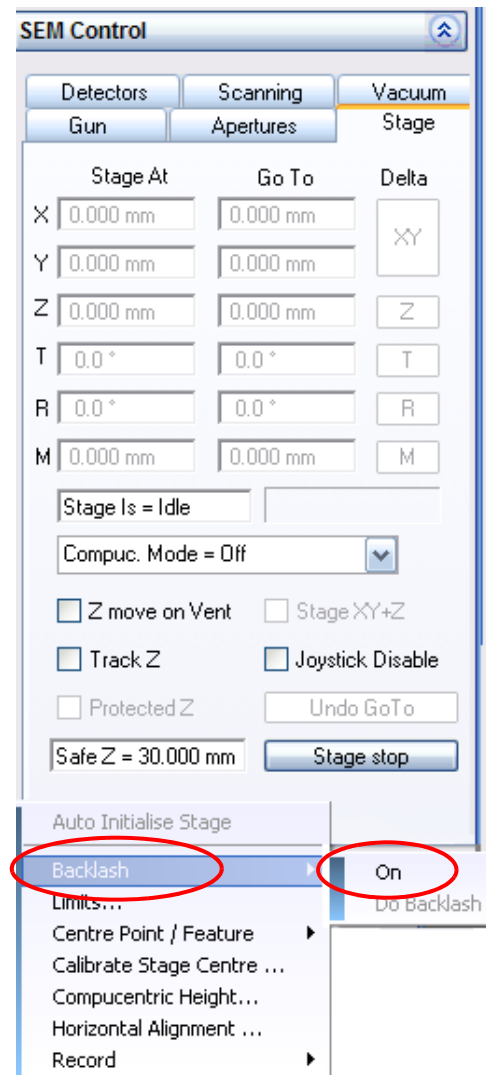 SEM Control
Detectors Scanning Vacuum
Gun Apertures Stage
Stage At Go To Delta
X 0.000 mm 0.000 mm XY
Y 0.000 mm 0.000 mm
Z 0.000 mm 0.000 mm Z
T 0.0 ° 0.0 ° T
R 0.0 ° 0.0 ° R
M 0.000 mm 0.000 mm M
Stage Is = Idle
Compuc. Mode = Off
Z move on Vent Stage XY+Z
Track Z Joystick Disable
Protected Z Undo GoTo
Safe Z = 30.000 mm Stage stop
Auto Initialise Stage
Backlash On
Limits... Do Backlash
Centre Point / Feature
Calibrate Stage Centre ...
Compucentric Height...
Horizontal Alignment ...
Record